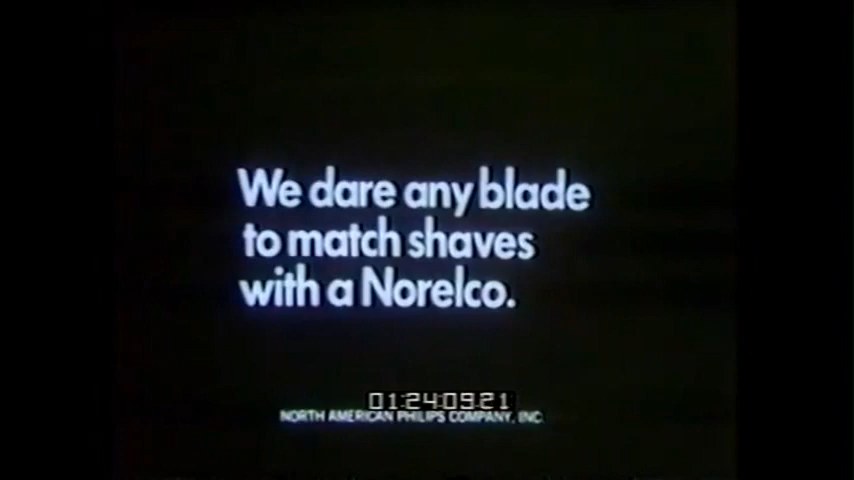 We dare any blade
to match shaves
with a Norelco.
01:24:09.21
NORTH AMERICAN PHILIPS COMPANY, INC.